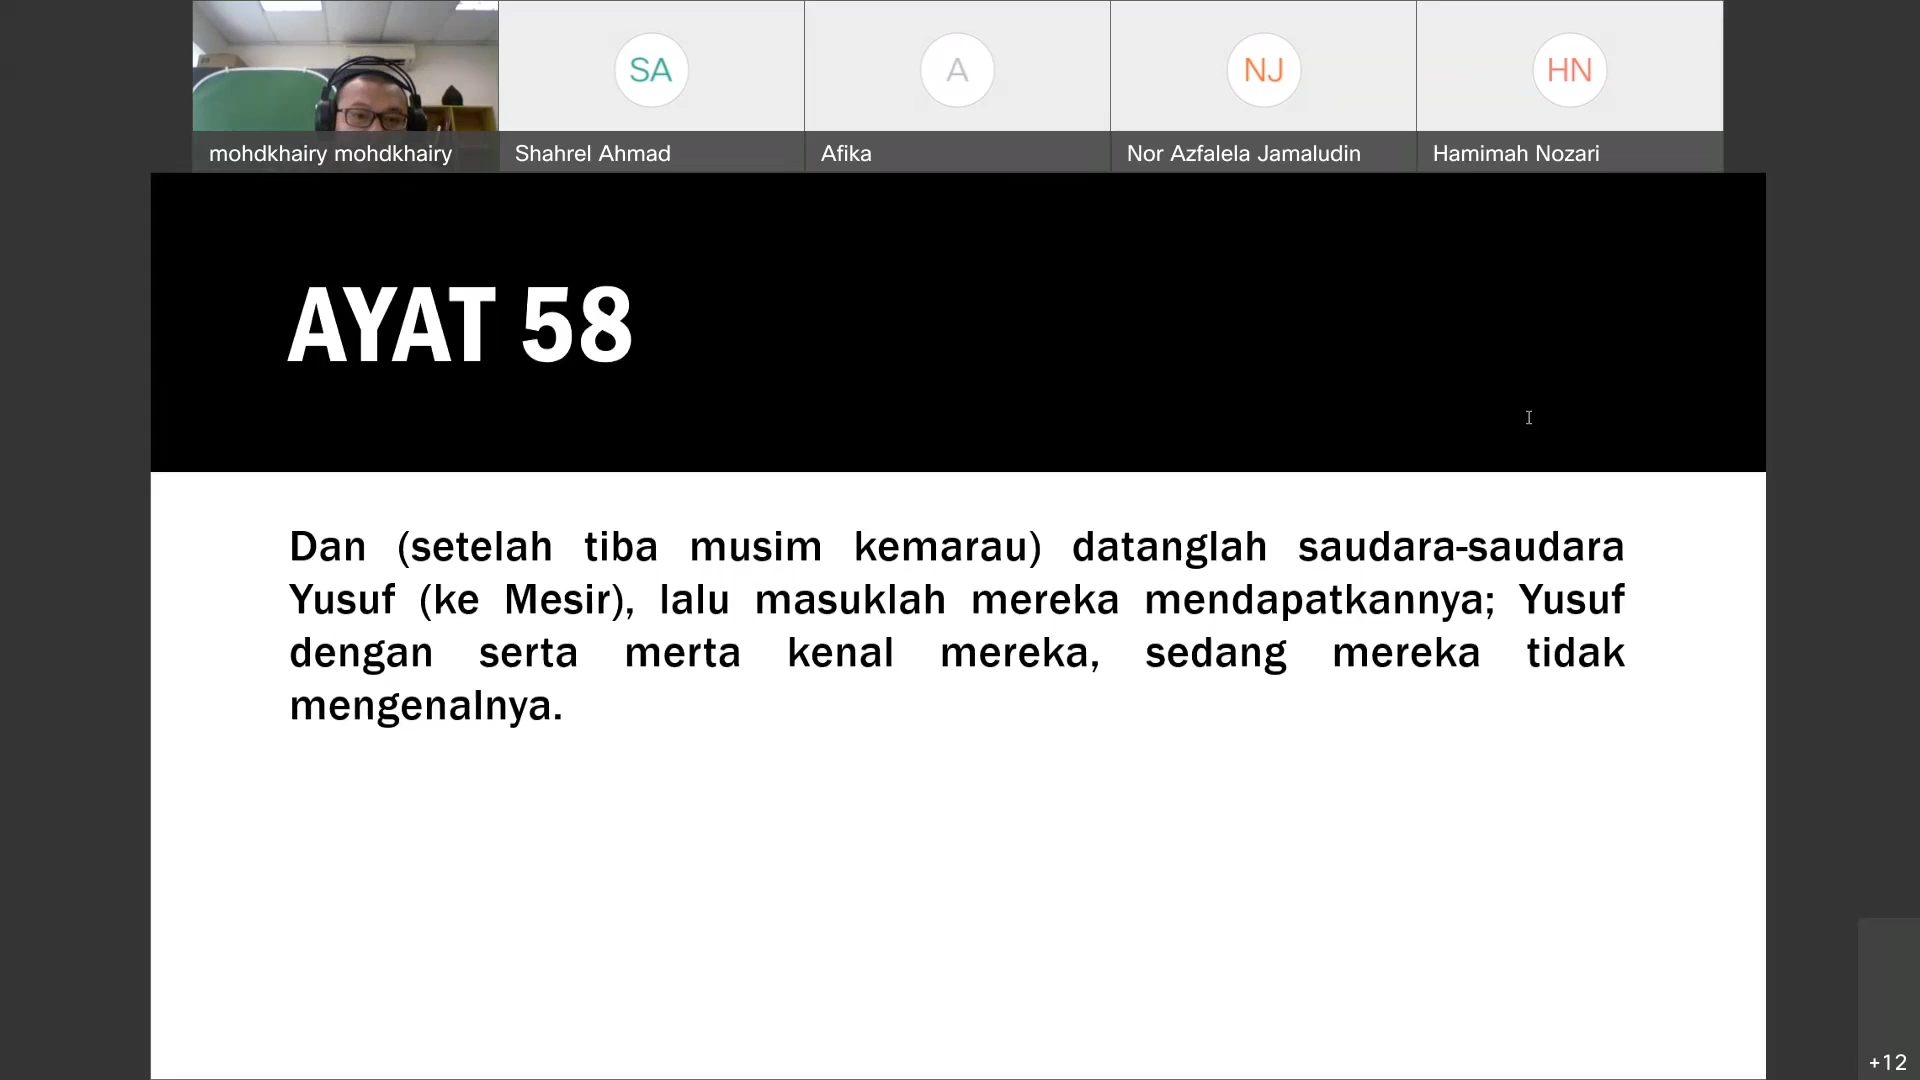 SA
A
NJ
HN
mohdkhairy mohdkhairy
Shahrel Ahmad
Afika
Nor Azfalela Jamaludin
Hamimah Nozari
AYAT 58
Dan (setelah tiba musim kemarau) datanglah saudara-saudara
Yusuf (ke Mesir), lalu masuklah mereka mendapatkannya; Yusuf
dengan serta merta kenal mereka, sedang mereka tidak
mengenalnya.
+12